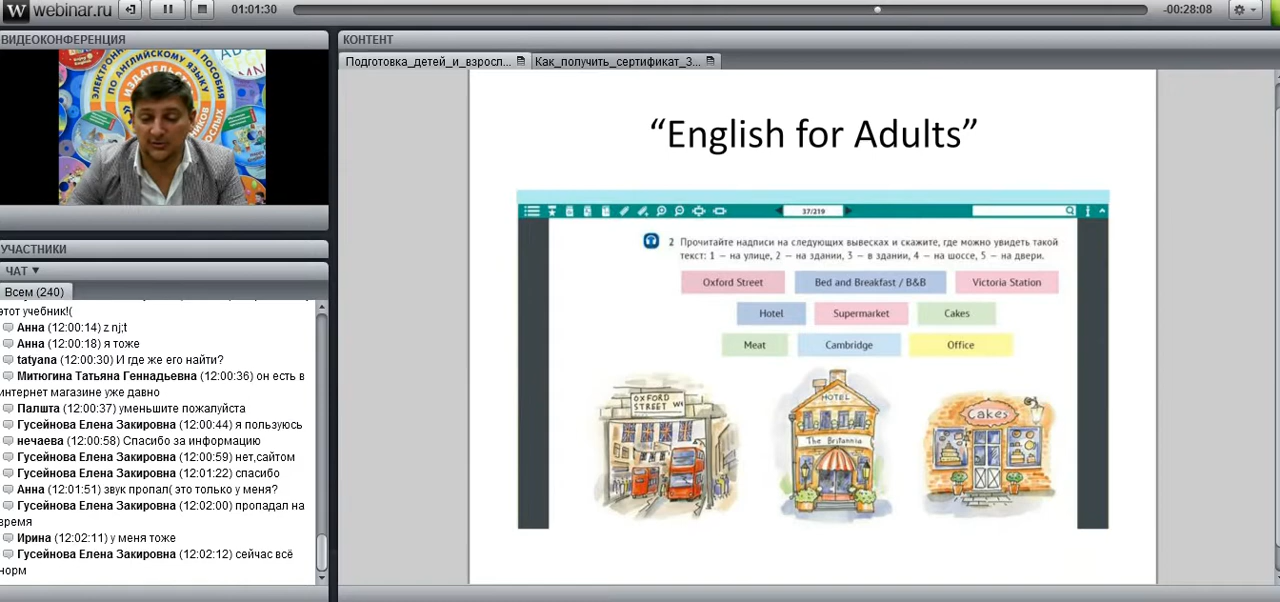 W webinar.ru
01:01:30
-00:28:08
ВИДЕОКОНФЕРЕНЦИЯ
ЭЛЕКТРОННЫЕ
ПОСОБИЯ
ПО АНГЛИЙСКОМУ ЯЗЫКУ
УЧАСТНИКИ
ЧАТ
Всем (240)
этот учебник!(
Анна (12:00:14) z nj;t
Анна (12:00:18) я тоже
tatyana (12:00:30) И где же его найти?
Митюгина Татьяна Геннадьевна (12:00:36) он есть в
интернет магазине уже давно
Палшта (12:00:37) уменьшите пожалуйста
Гусейнова Елена Закировна (12:00:44) я пользуюсь
нечаева (12:00:58) Спасибо за информацию
Гусейнова Елена Закировна (12:00:59) нет,сайтом
Гусейнова Елена Закировна (12:01:22) спасибо
Анна (12:01:51) звук пропал( это только у меня?
Гусейнова Елена Закировна (12:02:00) пропадал на
время
Ирина (12:02:11) у меня тоже
Гусейнова Елена Закировна (12:02:12) сейчас всё
норм
КОНТЕНТ
Подготовка_детей_и_взросл...
Как_получить_сертификат_3...
“English for Adults”
37/219
2 Прочитайте надписи на следующих вывесках и скажите, где можно увидеть такой
текст: 1 — на улице, 2 — на здании, 3 — в здании, 4 — на шоссе, 5 — на двери.
Oxford Street
Bed and Breakfast / B&B
Victoria Station
Hotel
Supermarket
Cakes
Meat
Cambridge
Office
OXFORD
STREET W1
HOTEL
The Britannia
Cakes